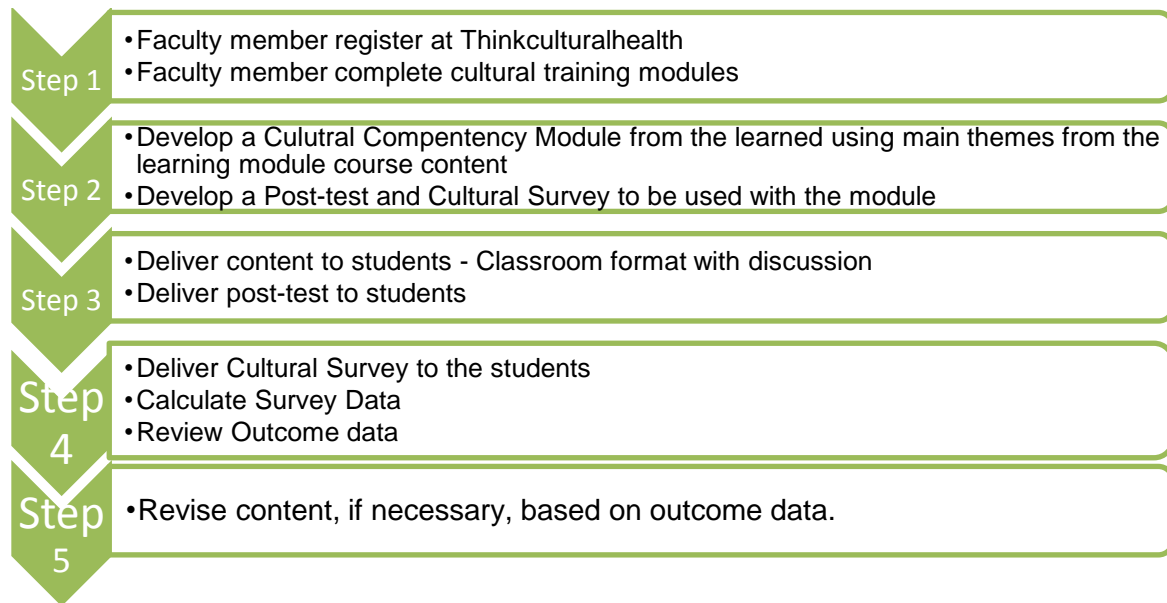 Step 1
•Faculty member register at Thinkculturalhealth
•Faculty member complete cultural training modules
Step 2
•Develop a Culutral Compentency Module from the learned using main themes from the
learning module course content
•Develop a Post-test and Cultural Survey to be used with the module
Step 3
•Deliver content to students - Classroom format with discussion
•Deliver post-test to students
Step
4
•Deliver Cultural Survey to the students
•Calculate Survey Data
•Review Outcome data
Step
5
•Revise content, if necessary, based on outcome data.